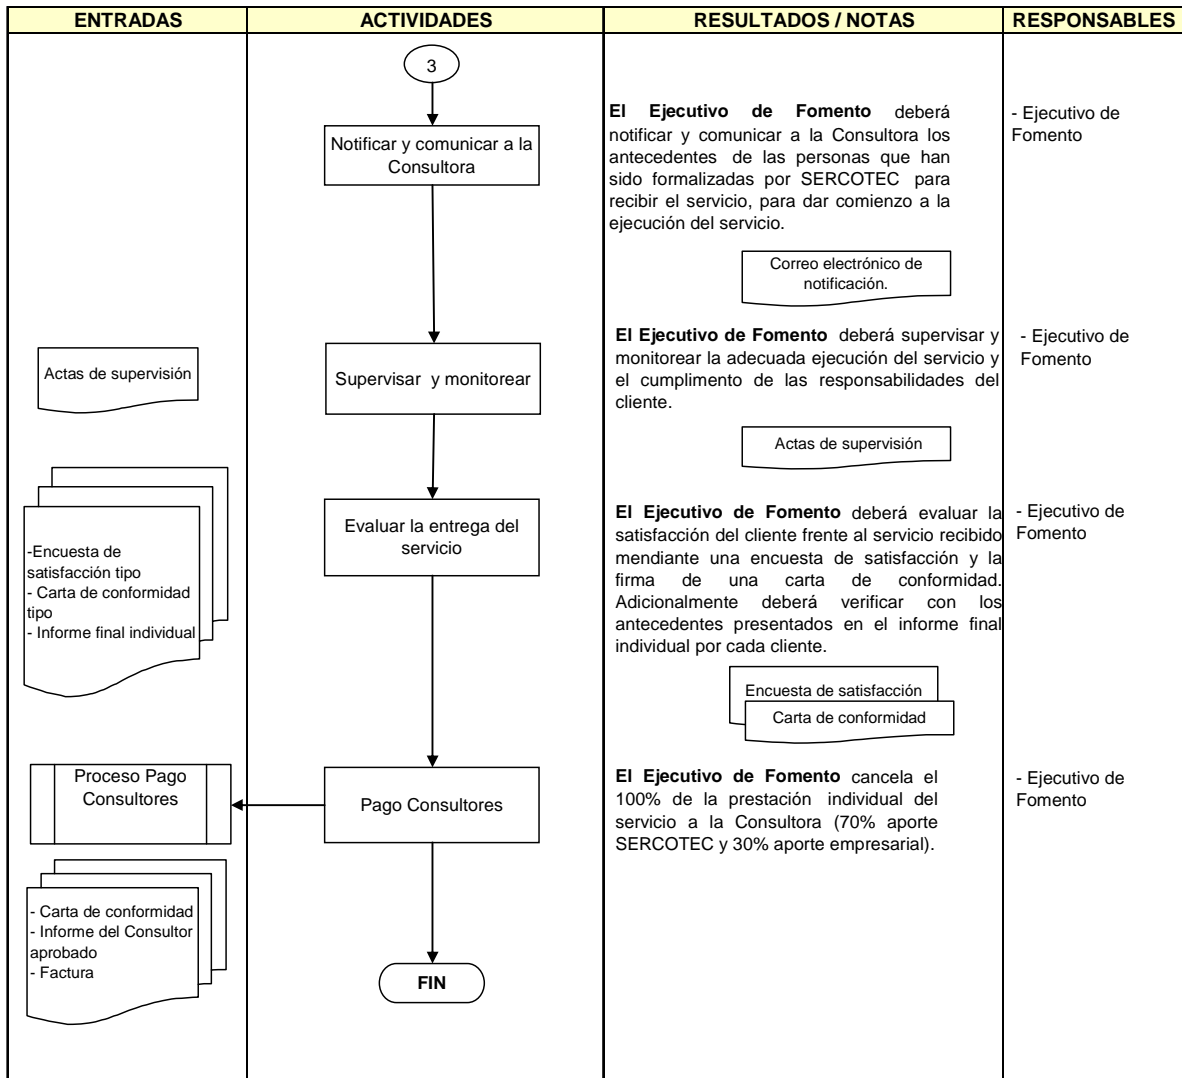 ENTRADAS
ACTIVIDADES
RESULTADOS / NOTAS
RESPONSABLES
3
Notificar y comunicar a la
Consultora
El Ejecutivo de Fomento deberá
notificar y comunicar a la Consultora los
antecedentes de las personas que han
sido formalizadas por SERCOTEC para
recibir el servicio, para dar comienzo a la
ejecución del servicio.
- Ejecutivo de
Fomento
Correo electrónico de
notificación.
Actas de supervisión
Supervisar y monitorear
El Ejecutivo de Fomento deberá supervisar y
monitorear la adecuada ejecución del servicio y
el cumplimento de las responsabilidades del
cliente.
- Ejecutivo de
Fomento
Actas de supervisión
-Encuesta de
satisfacción tipo
- Carta de conformidad
tipo
- Informe final individual
Evaluar la entrega del
servicio
El Ejecutivo de Fomento deberá evaluar la
satisfacción del cliente frente al servicio recibido
mendiante una encuesta de satisfacción y la
firma de una carta de conformidad.
Adicionalmente deberá verificar con los
antecedentes presentados en el informe final
individual por cada cliente.
- Ejecutivo de
Fomento
Encuesta de satisfacción
Carta de conformidad
Proceso Pago
Consultores
Pago Consultores
El Ejecutivo de Fomento cancela el
100% de la prestación individual del
servicio a la Consultora (70% aporte
SERCOTEC y 30% aporte empresarial).
- Ejecutivo de
Fomento
- Carta de conformidad
- Informe del Consultor
aprobado
- Factura
FIN